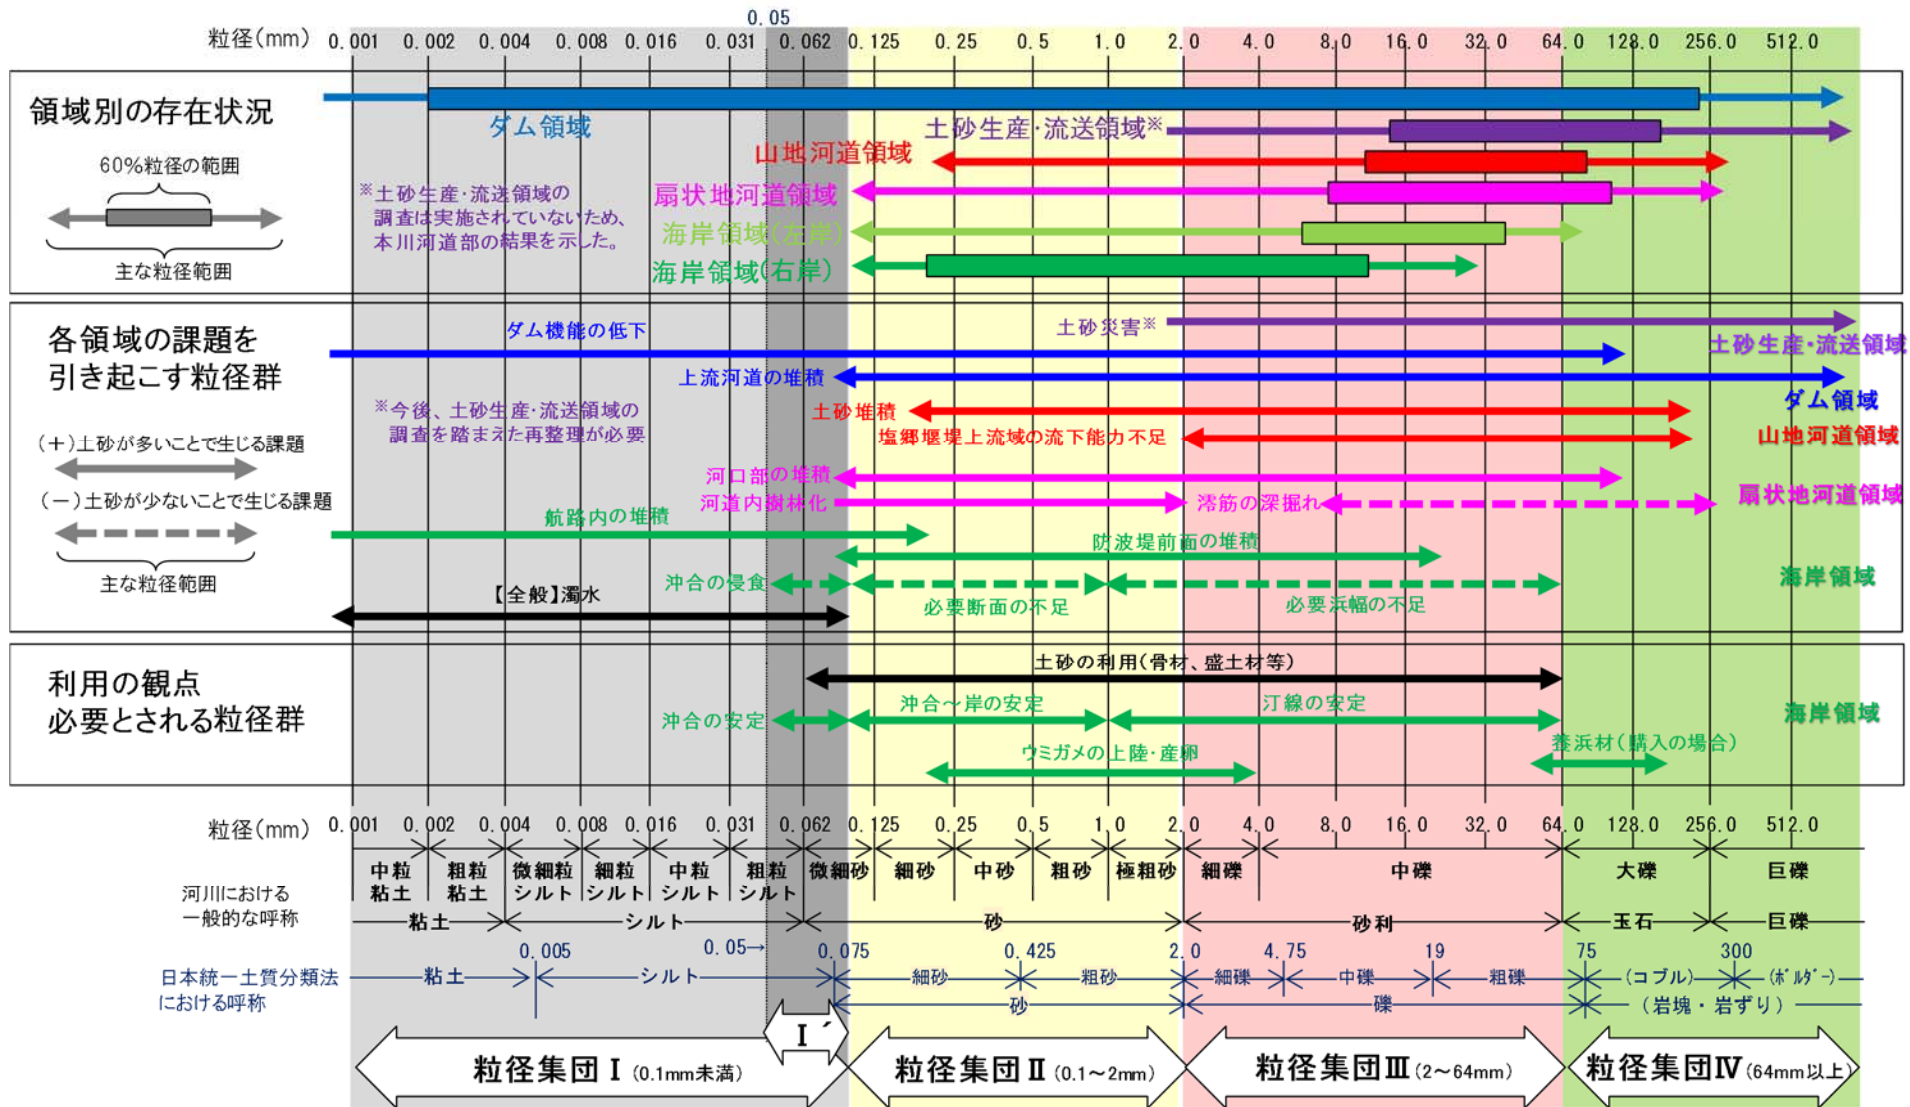 0.05
粒径(mm) 0.001 0.002 0.004 0.008 0.016 0.031 0.062 0.125 0.25 0.5 1.0 2.0 4.0 8.0 16.0 32.0 64.0 128.0 256.0 512.0
領域別の存在状況
60%粒径の範囲
主な粒径範囲
ダム領域
土砂生産・流送領域※
山地河道領域
扇状地河道領域
海岸領域(左岸)
海岸領域(右岸)
※土砂生産・流送領域の
調査は実施されていないため、
本川河道部の結果を示した。
各領域の課題を
引き起こす粒径群
(+)土砂が多いことで生じる課題
(−)土砂が少ないことで生じる課題
主な粒径範囲
土砂災害※
ダム機能の低下
土砂生産・流送領域
上流河道の堆積
ダム領域
※今後、土砂生産・流送領域の
調査を踏まえた再整理が必要
土砂堆積
塩郷堰堤上流域の流下能力不足
山地河道領域
河口部の堆積
河道内樹林化
澪筋の深掘れ
扇状地河道領域
航路内の堆積
防波堤前面の堆積
沖合の侵食
必要断面の不足
必要浜幅の不足
海岸領域
【全般】濁水
利用の観点
必要とされる粒径群
土砂の利用(骨材、盛土材等)
沖合の安定
沖合～岸の安定
汀線の安定
海岸領域
ウミガメの上陸・産卵
養浜材(購入の場合)
粒径(mm) 0.001 0.002 0.004 0.008 0.016 0.031 0.062 0.125 0.25 0.5 1.0 2.0 4.0 8.0 16.0 32.0 64.0 128.0 256.0 512.0
河川における
一般的な呼称
中粒 粗粒 微細粒 細粒 中粒 粗粒 微細砂 細砂 中砂 粗砂 極粗砂 細礫 中礫 大礫 巨礫
粘土 粘土 シルト シルト シルト シルト
粘土 シルト 砂 砂利 玉石 巨礫
0.005 0.05→ 0.075 0.425 2.0 4.75 19 75 300
日本統一土質分類法
における呼称
粘土 シルト 細砂 粗砂 細礫 中礫 粗礫 (コブル) (ﾎﾞﾙﾀﾞｰ)
砂 礫 (岩塊・岩ずり)
Ⅰ´
粒径集団Ⅰ(0.1mm未満) 粒径集団Ⅱ(0.1～2mm) 粒径集団Ⅲ(2～64mm) 粒径集団Ⅳ(64mm以上)